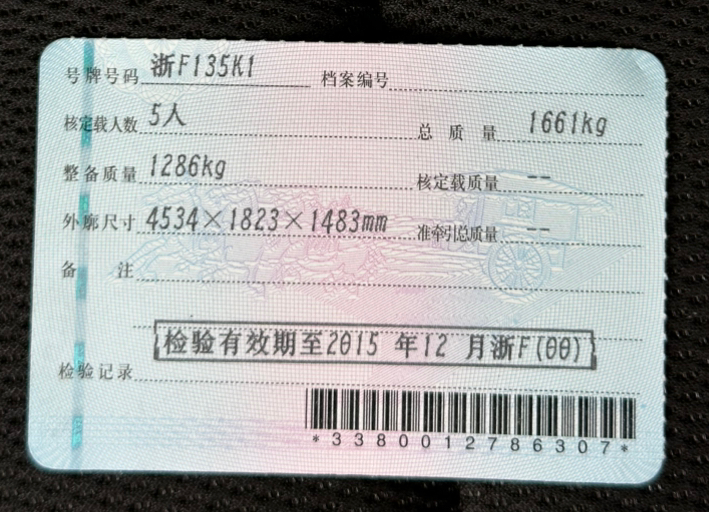 号牌号码 浙F135K1 档案编号
核定载人数 5人 总质量 1661kg
整备质量 1286kg 核定载质量 --
外廓尺寸 4534×1823×1483mm 准牵引总质量 --
备注
检验有效期至2015年12月浙F(00)
检验记录
*3380012786307*